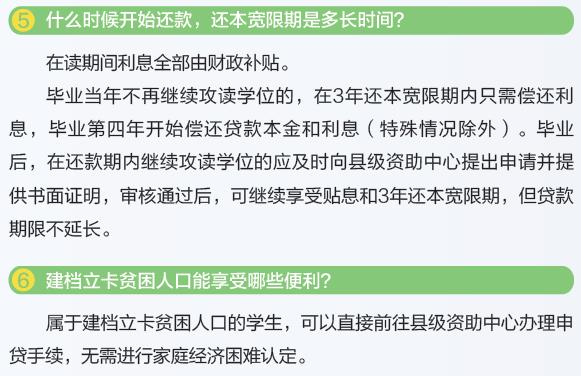 5 什么时候开始还款，还本宽限期是多长时间？
在读期间利息全部由财政补贴。
毕业当年不再继续攻读学位的，在3年还本宽限期内只需偿还利
息，毕业第四年开始偿还贷款本金和利息（特殊情况除外）。毕业
后，在还款期内继续攻读学位的应及时向县级资助中心提出申请并提
供书面证明，审核通过后，可继续享受贴息和3年还本宽限期，但贷款
期限不延长。
6 建档立卡贫困人口能享受哪些便利？
属于建档立卡贫困人口的学生，可以直接前往县级资助中心办理申
贷手续，无需进行家庭经济困难认定。